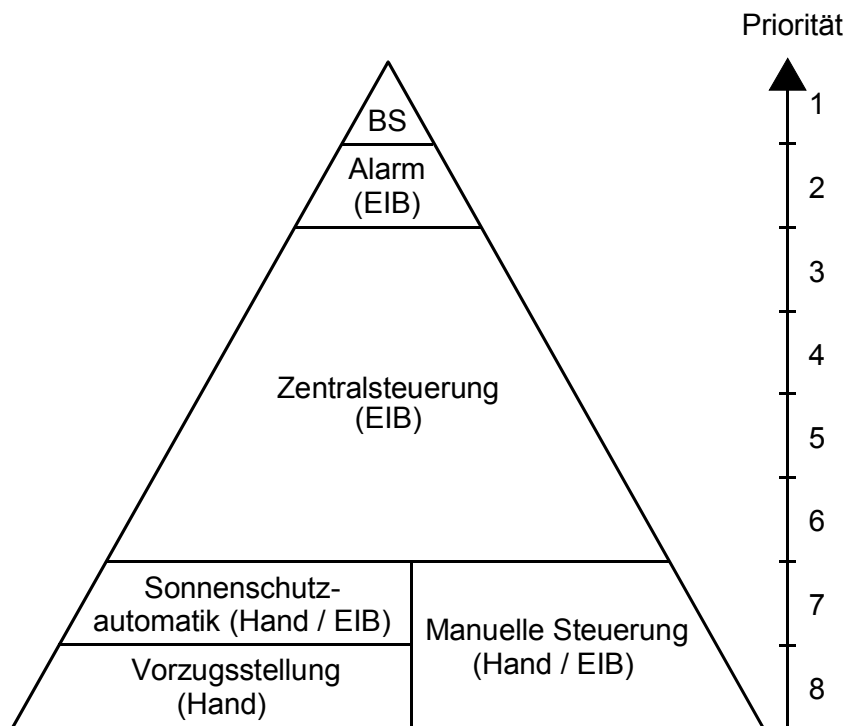 Priorität
BS
Alarm
(EIB)
Zentralsteuerung
(EIB)
Sonnenschutz-
automatik (Hand / EIB)
Vorzugsstellung
(Hand)
Manuelle Steuerung
(Hand / EIB)
1
2
3
4
5
6
7
8